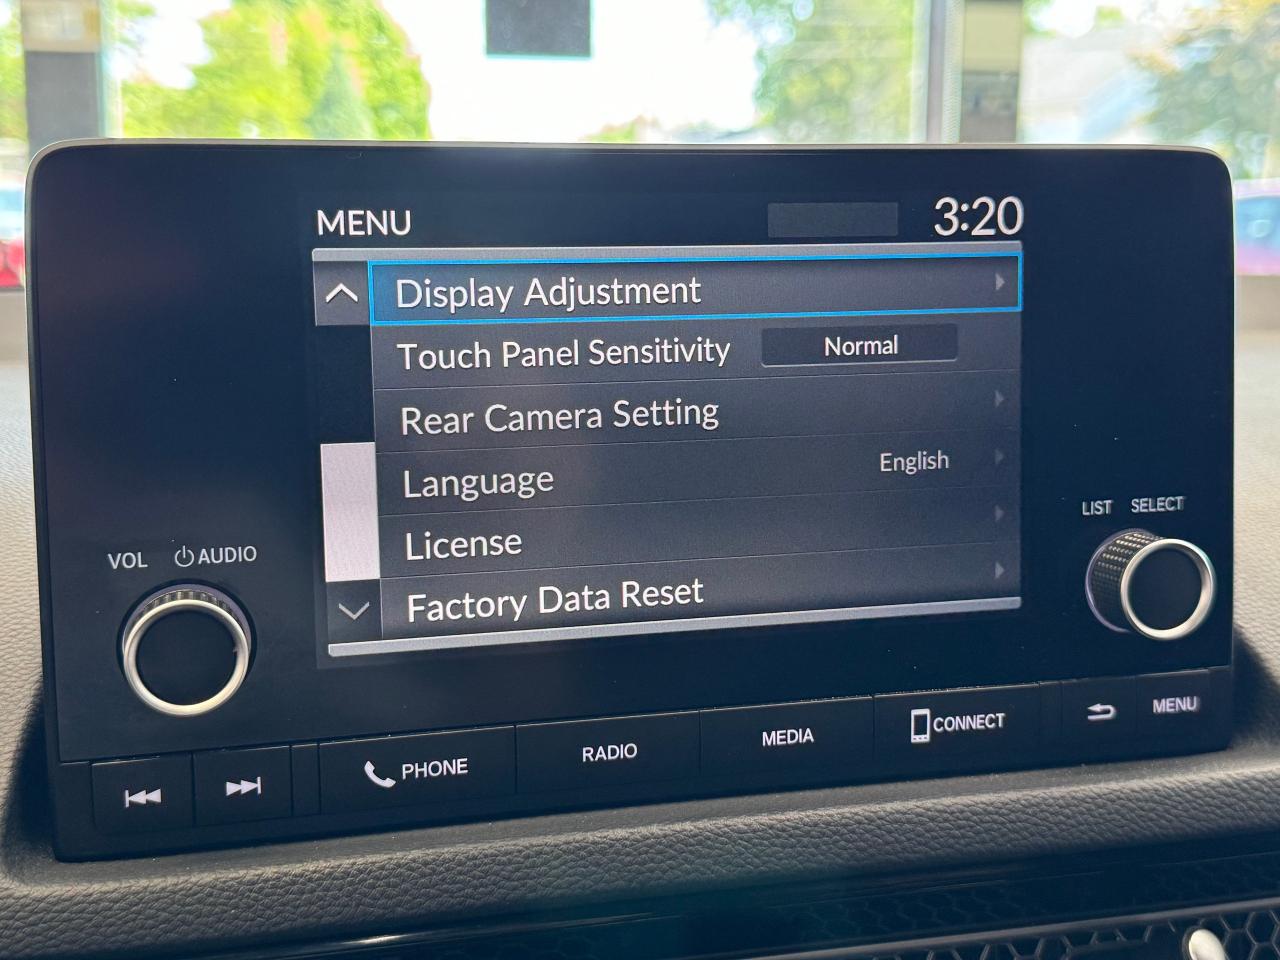 MENU 3:20
Display Adjustment
Touch Panel Sensitivity Normal
Rear Camera Setting
Language English
License
Factory Data Reset
VOL AUDIO
LIST SELECT
PHONE RADIO MEDIA CONNECT MENU